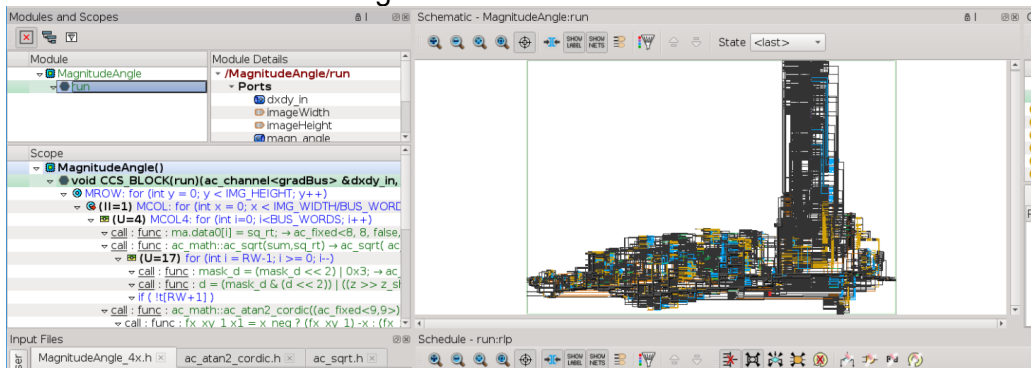 Modules and Scopes
Schematic - MagnitudeAngle:run
SHOW LABEL
SHOW NETS
State <last>
Module
MagnitudeAngle
run
Module Details
/MagnitudeAngle/run
Ports
dxdy_in
imageWidth
imageHeight
magn_angle
Scope
MagnitudeAngle()
void CCS_BLOCK(run)(ac_channel<gradBus> &dxdy_in,
MROW: for (int y = 0; y < IMG_HEIGHT; y++)
(II=1) MCOL: for (int x = 0; x < IMG_WIDTH/BUS_WORD
(U=4) MCOL4: for (int i=0; i<BUS_WORDS; i++)
call : func : ma.data0[i] = sq_rt; → ac_fixed<8, 8, false,
call : func : ac_math::ac_sqrt(sum,sq_rt) → ac_sqrt( ac
(U=17) for (int i = RW-1; i >= 0; i--)
call : func : mask_d = (mask_d << 2) | 0x3; → ac_
call : func : d = (mask_d & (d << 2)) | ((z >> z_sl
if ( !t[RW+1] )
call : func : ac_math::ac_atan2_cordic((ac_fixed<9,9>)
call : func : fx_xy_1 x1 = x_neg ? (fx_xy_1) -x : (fx
Input Files
MagnitudeAngle_4x.h
ac_atan2_cordic.h
ac_sqrt.h
Schedule - run:rlp
SHOW LABEL
SHOW NETS